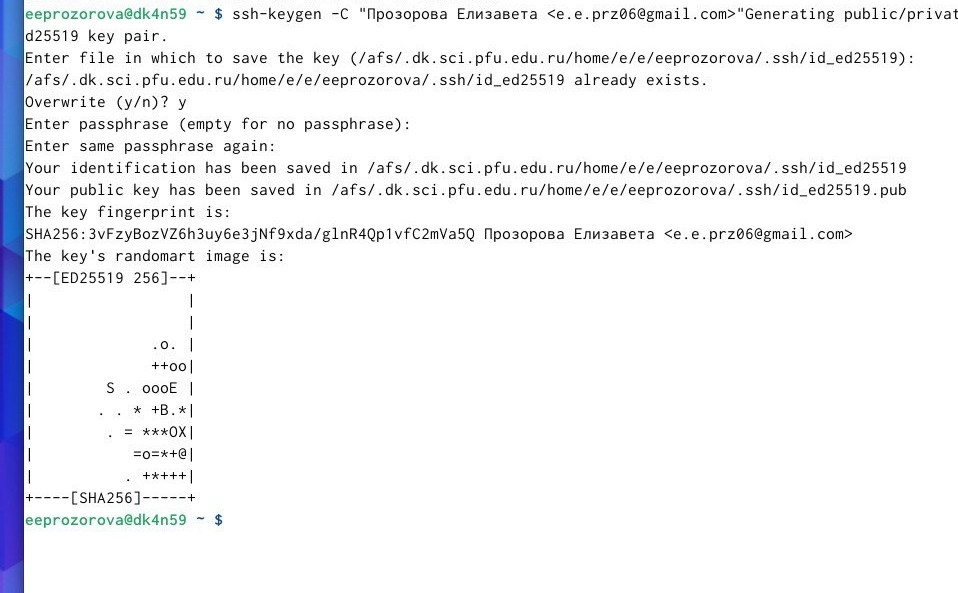 eeprozorova@dk4n59 ~ $ ssh-keygen -C "Прозорова Елизавета <e.e.prz06@gmail.com>"Generating public/privat
d25519 key pair.
Enter file in which to save the key (/afs/.dk.sci.pfu.edu.ru/home/e/e/eeprozorova/.ssh/id_ed25519):
/afs/.dk.sci.pfu.edu.ru/home/e/e/eeprozorova/.ssh/id_ed25519 already exists.
Overwrite (y/n)? y
Enter passphrase (empty for no passphrase):
Enter same passphrase again:
Your identification has been saved in /afs/.dk.sci.pfu.edu.ru/home/e/e/eeprozorova/.ssh/id_ed25519
Your public key has been saved in /afs/.dk.sci.pfu.edu.ru/home/e/e/eeprozorova/.ssh/id_ed25519.pub
The key fingerprint is:
SHA256:3vFzyBozVZ6h3uy6e3jNf9xda/glnR4Qp1vfC2mVa5Q Прозорова Елизавета <e.e.prz06@gmail.com>
The key's randomart image is:
+--[ED25519 256]--+
|                 |
|                 |
|             .o. |
|             ++oo|
|        S . oooE |
|       . . * +B.*|
|        . = ***OX|
|           =o=*+@|
|          . +*+++|
+----[SHA256]-----+
eeprozorova@dk4n59 ~ $